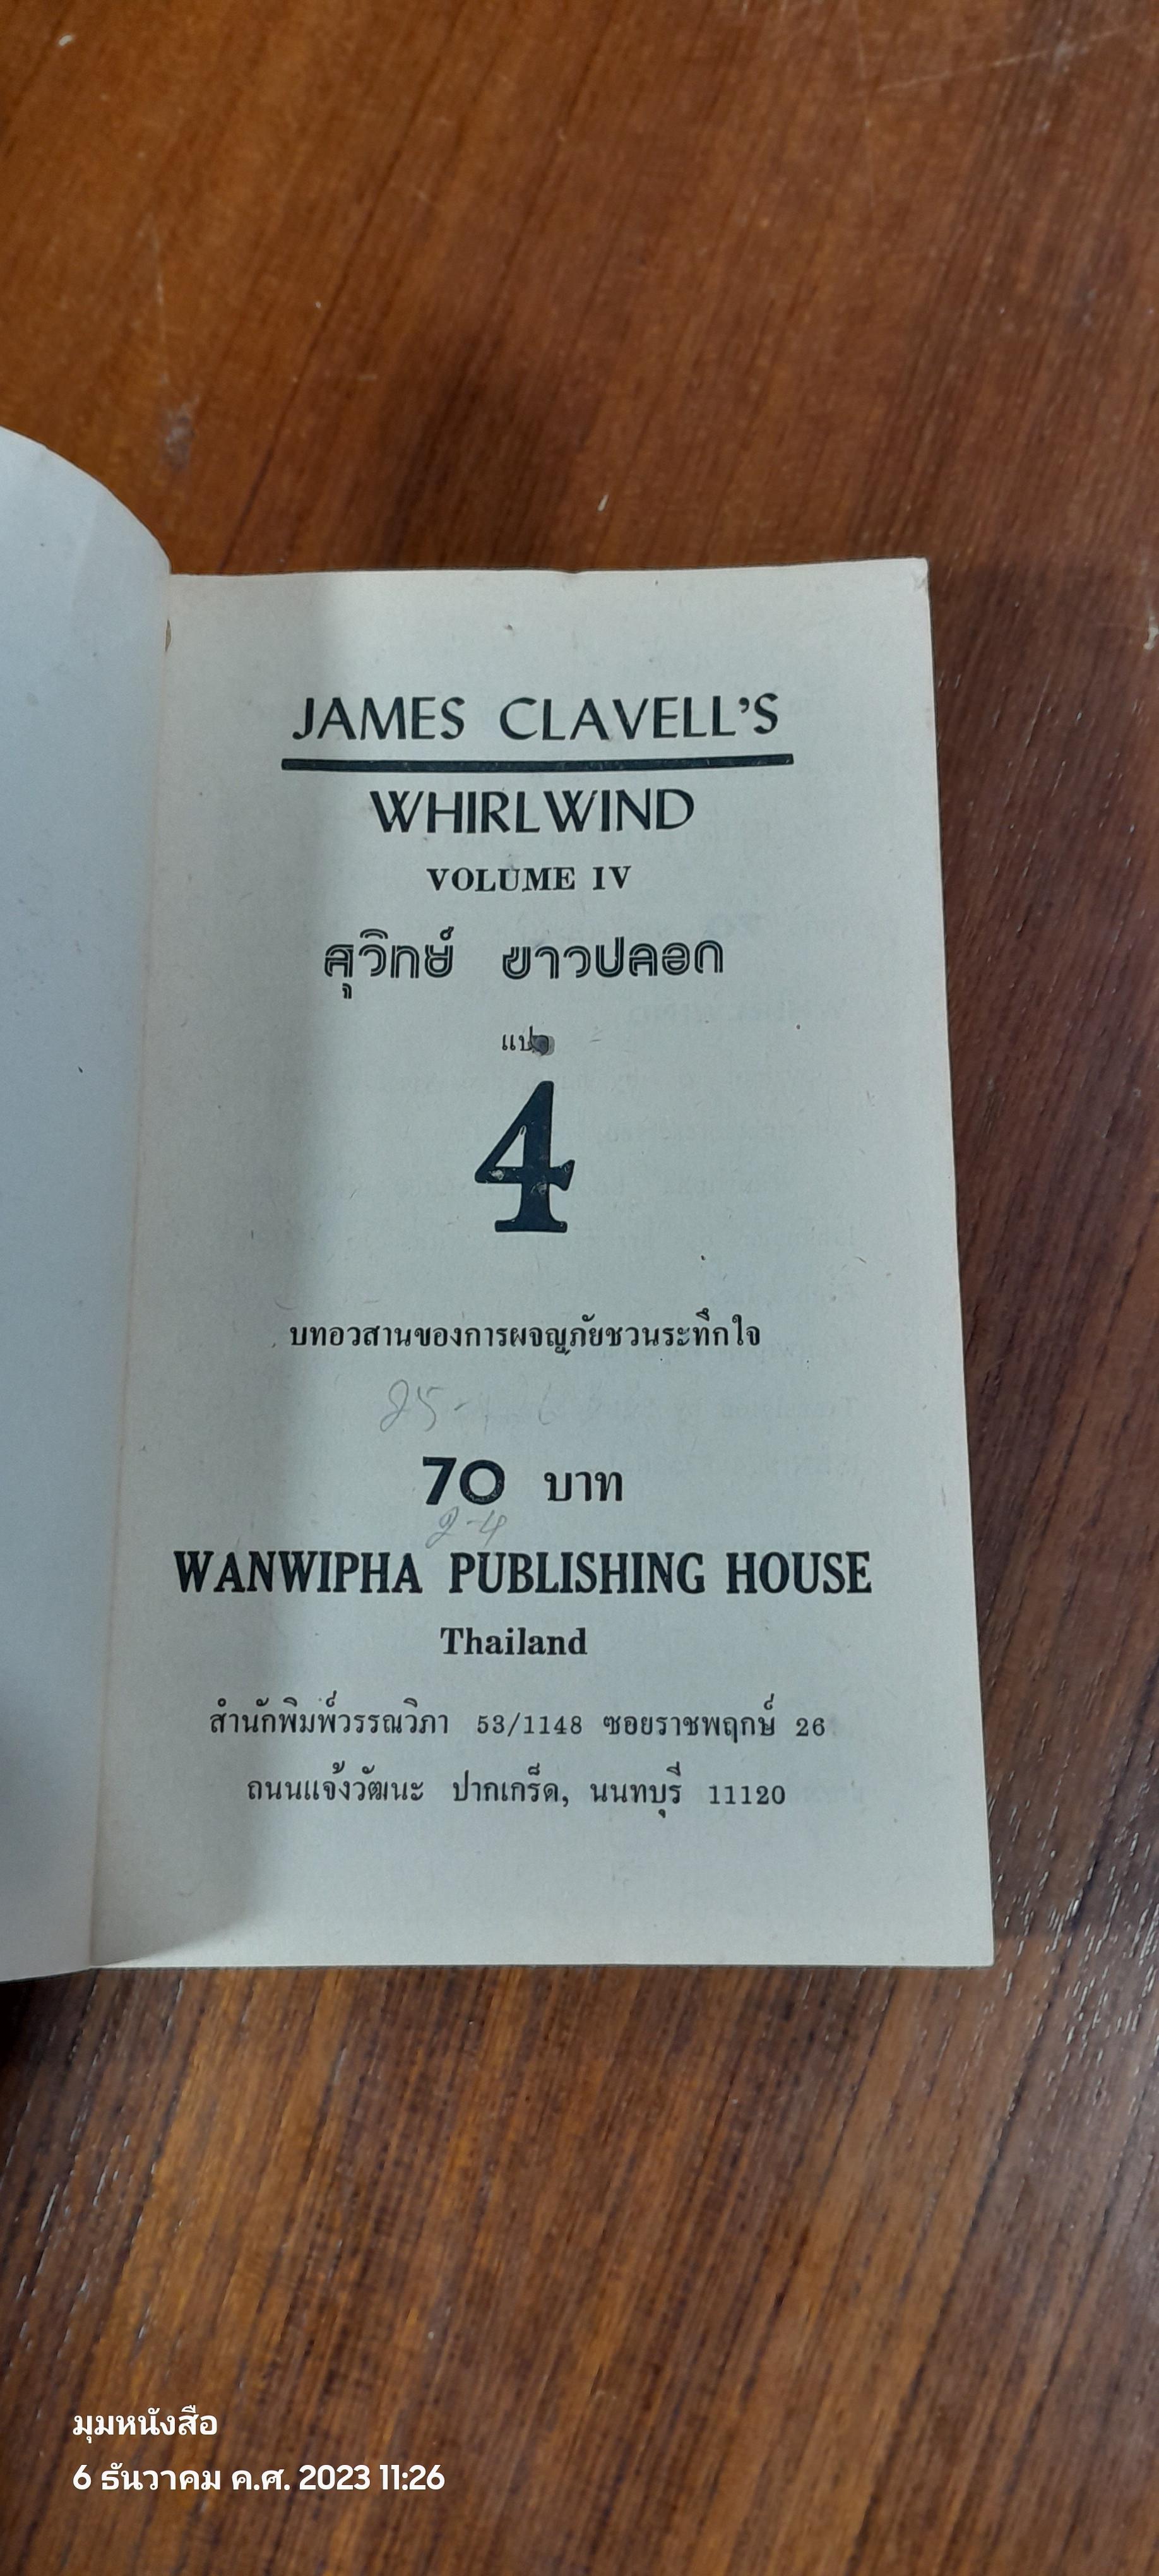 JAMES CLAVELL'S
WHIRLWIND
VOLUME IV
สุวิทย์ ขาวปลอด
แปล
4
บทอวสานของการผจญภัยชวนระทึกใจ
70 บาท
2-4
WANWIPHA PUBLISHING HOUSE
Thailand
สำนักพิมพ์วรรณวิภา 53/1148 ซอยราชพฤกษ์ 26
ถนนแจ้งวัฒนะ ปากเกร็ด, นนทบุรี 11120
มุมหนังสือ
6 ธันวาคม ค.ศ. 2023 11:26